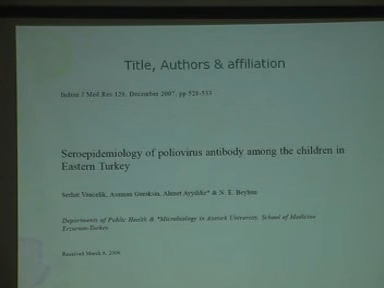 Title, Authors & affiliation
Indian J Med Res 126, December 2007, pp 528-533
Seroepidemiology of poliovirus antibody among the children in
Eastern Turkey
Serhat Vancelik, Ahmet Ayyildiz* & N. E. Beyhun
Departments of Public Health & *Microbiology in Ataturk University, School of Medicine
Erzurum-Turkey
Received March 8, 2006